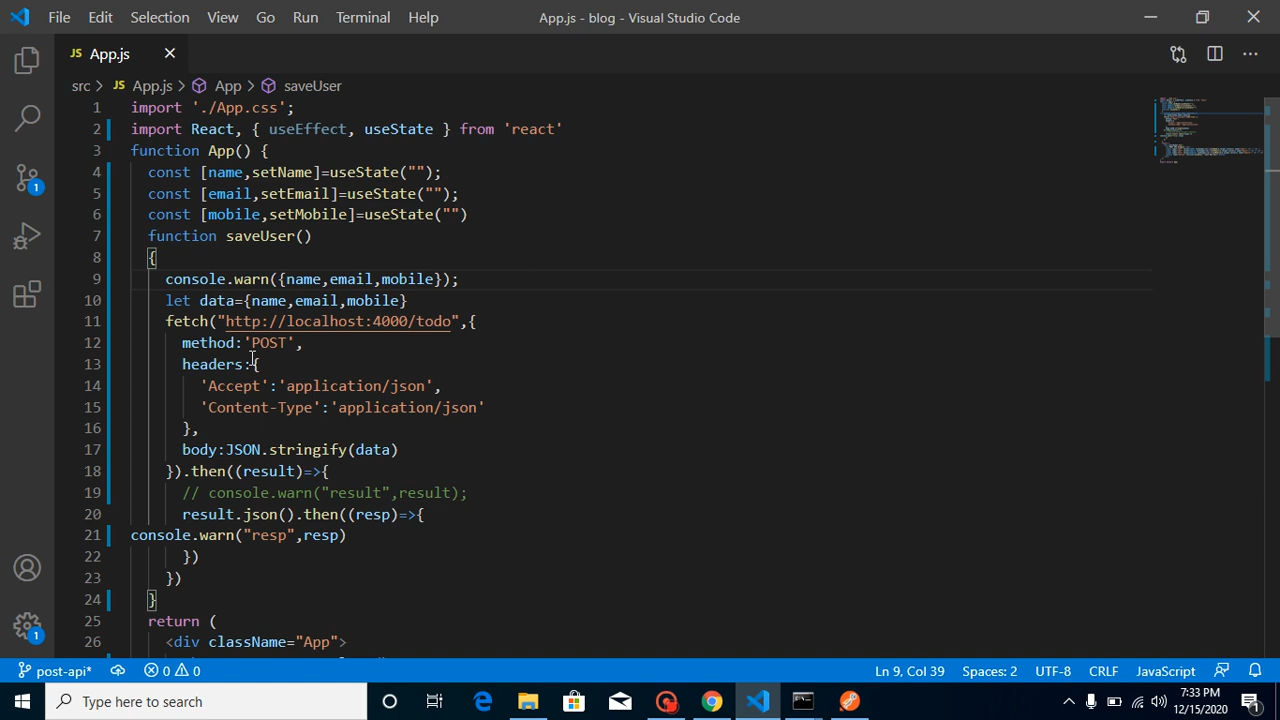 File Edit Selection View Go Run Terminal Help App.js - blog - Visual Studio Code
JS App.js
src > JS App.js > App > saveUser
1 import './App.css';
2 import React, { useEffect, useState } from 'react'
3 function App() {
4 const [name,setName]=useState("");
5 const [email,setEmail]=useState("");
6 const [mobile,setMobile]=useState("")
7 function saveUser()
8 {
9 console.warn({name,email,mobile});
10 let data={name,email,mobile}
11 fetch("http://localhost:4000/todo",{
12 method:'POST',
13 headers:{
14 'Accept':'application/json',
15 'Content-Type':'application/json'
16 },
17 body:JSON.stringify(data)
18 }).then((result)=>{
19 // console.warn("result",result);
20 result.json().then((resp)=>{
21 console.warn("resp",resp)
22 })
23 })
24 }
25 return (
26 <div className="App">
1
1
post-api* 0 0 Ln 9, Col 39 Spaces: 2 UTF-8 CRLF JavaScript
Type here to search
7:33 PM
12/15/2020
1